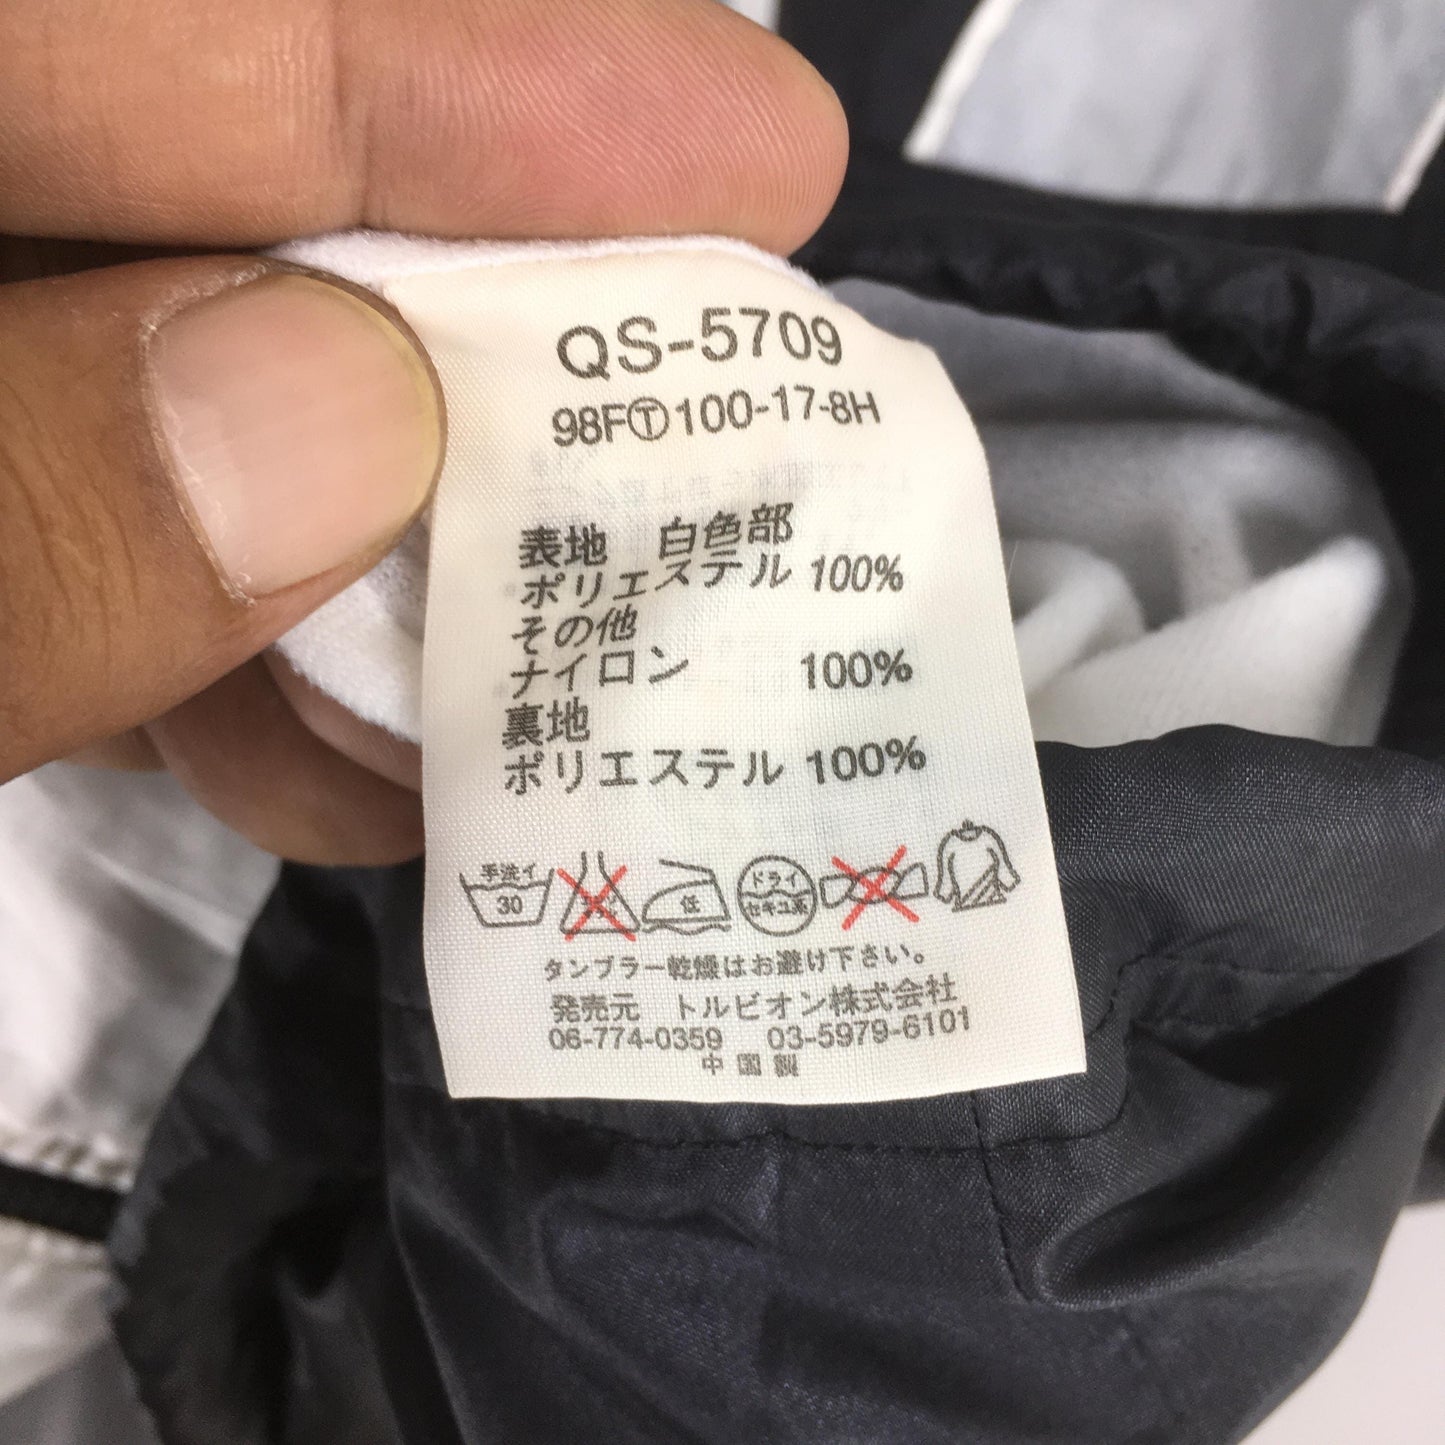 QS-5709
98FⓉ100-17-8H
表地 白色部
ポリエステル 100%
その他
ナイロン 100%
裏地
ポリエステル 100%
手洗イ
30
低
ドライ
セキユ系
タンブラー乾燥はお避け下さい。
発売元 トルビオン株式会社
06-774-0359 03-5979-6101
中国製